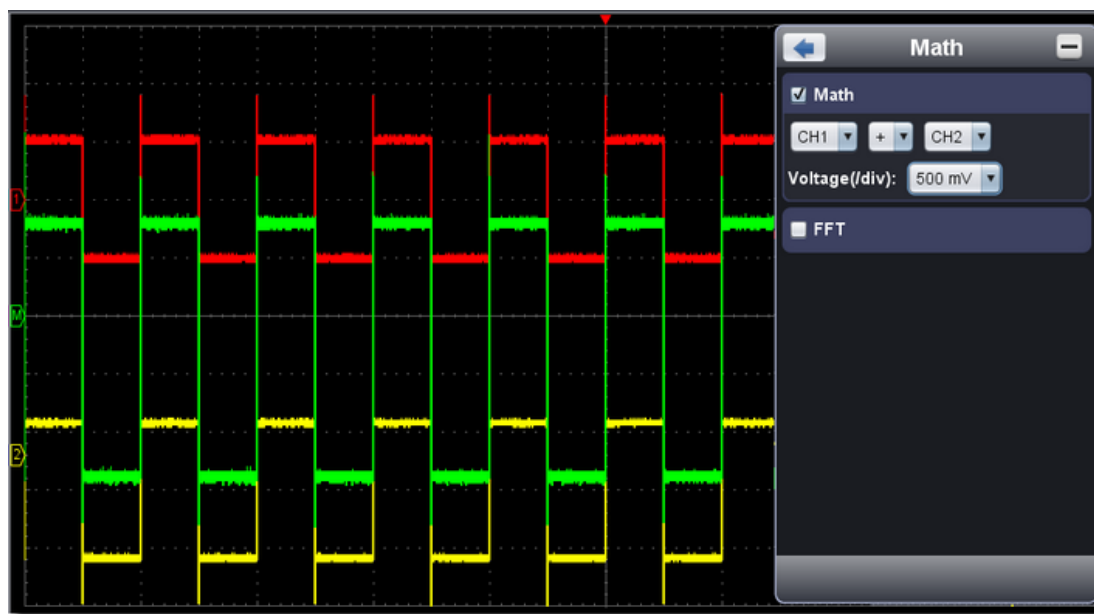 Math
Math
CH1 + CH2
Voltage(/div): 500 mV
FFT
1
M
2